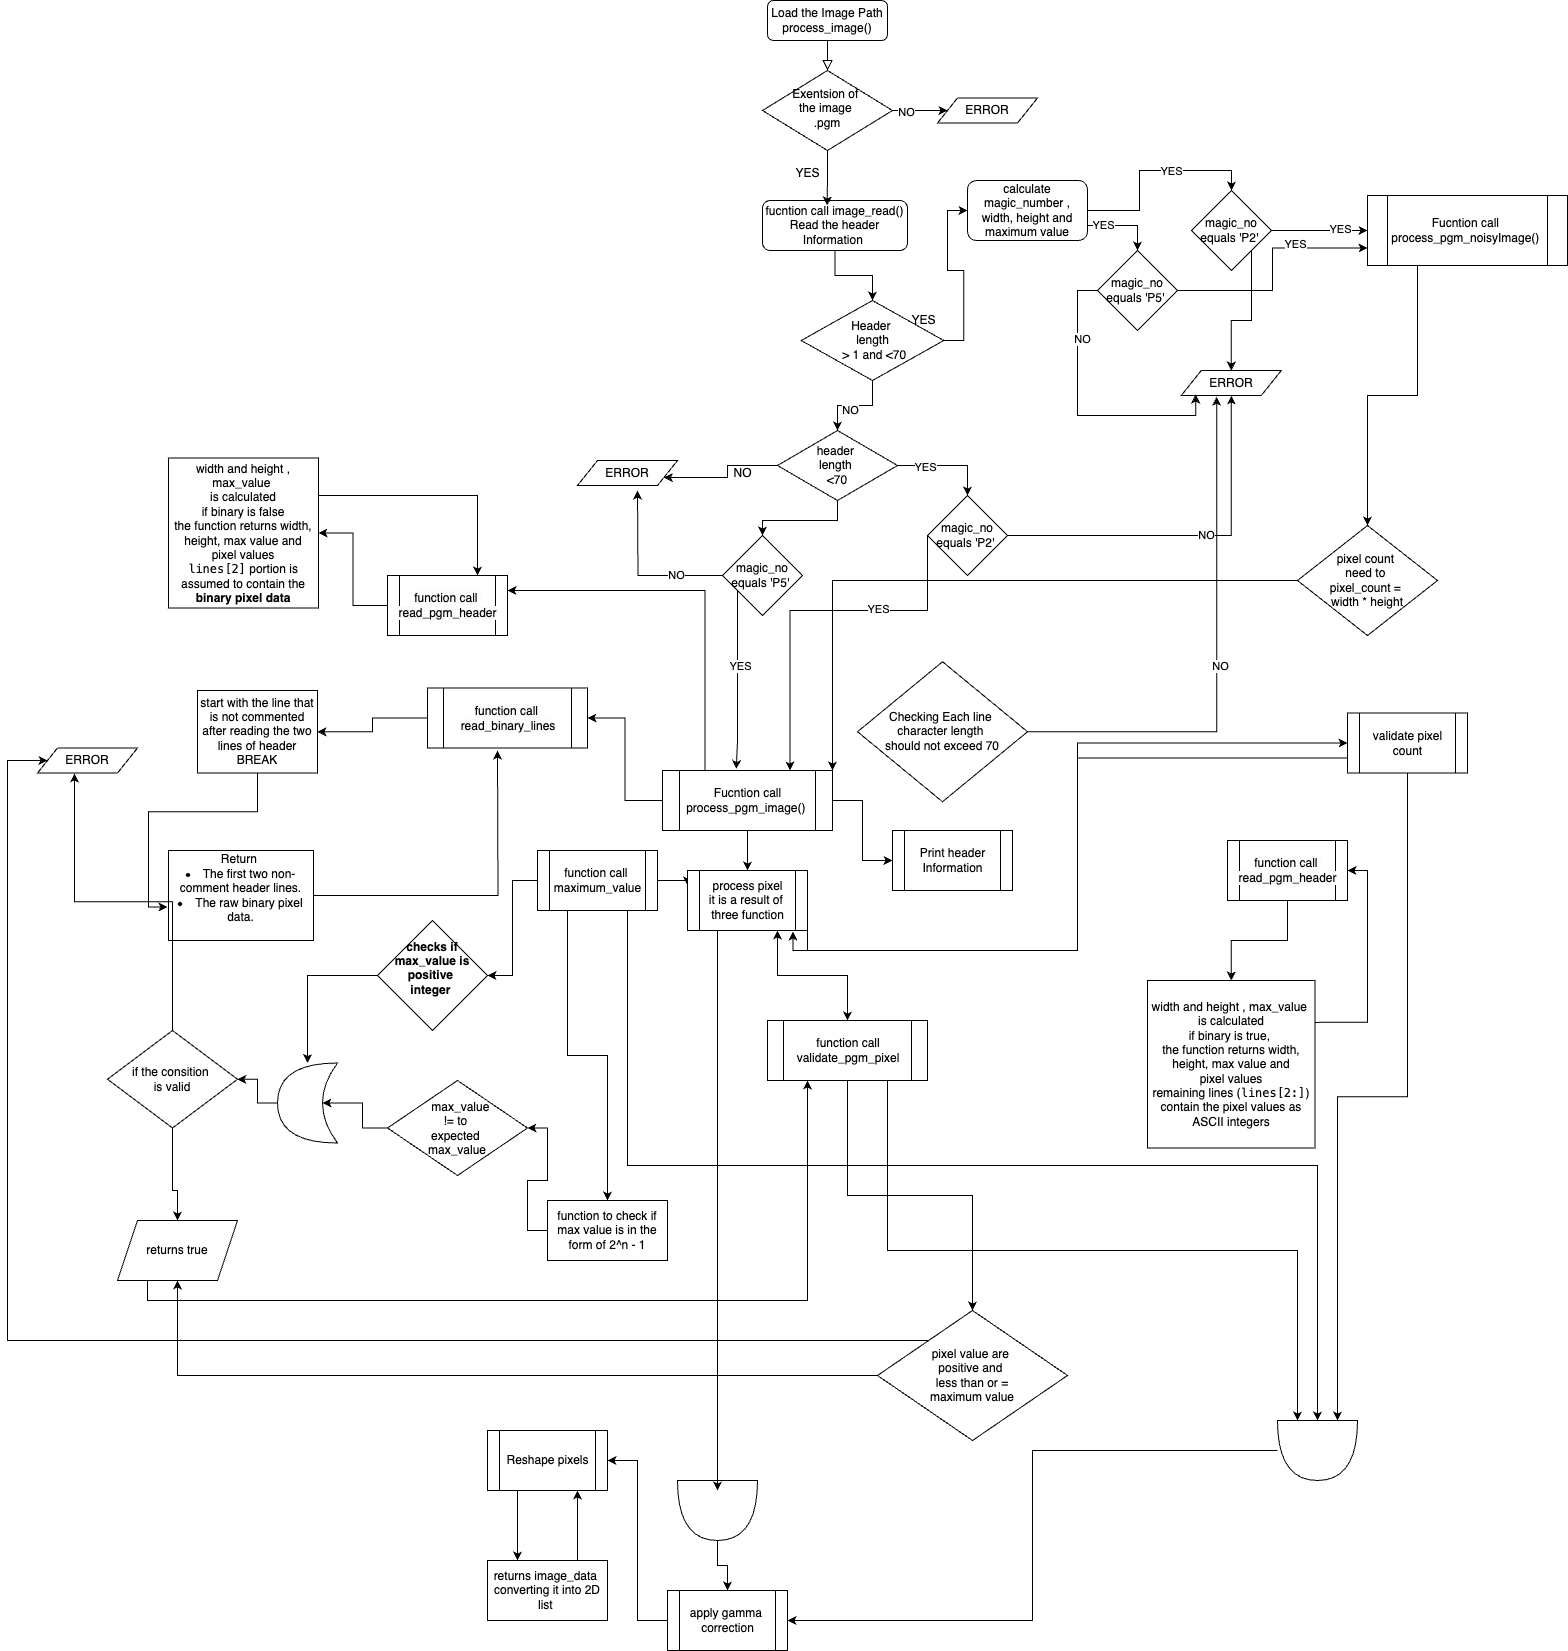 Load the Image Path
process_image()
Exentsion of
the image
.pgm
NO
ERROR
YES
fucntion call image_read()
Read the header
Information
calculate
magic_number ,
width, height and
maximum value
YES
YES
magic_no
equals 'P2'
YES
YES
Fucntion call
process_pgm_noisyImage()
magic_no
equals 'P5'
NO
Header
length
> 1 and <70
YES
ERROR
NO
header
length
<70
NO
ERROR
YES
magic_no
equals 'P2'
NO
magic_no
equals 'P5'
NO
YES
YES
pixel count
need to
pixel_count =
width * height
width and height ,
max_value
is calculated
if binary is false
the function returns width,
height, max value and
pixel values
lines[2] portion is
assumed to contain the
binary pixel data
function call
read_pgm_header
NO
Checking Each line
character length
should not exceed 70
validate pixel
count
start with the line that
is not commented
after reading the two
lines of header
BREAK
function call
read_binary_lines
ERROR
Fucntion call
process_pgm_image()
Print header
Information
Return
• The first two non-
comment header lines.
• The raw binary pixel
data.
function call
maximum_value
process pixel
it is a result of
three function
function call
read_pgm_header
checks if
max_value is
positive
integer
width and height , max_value
is calculated
if binary is true,
the function returns width,
height, max value and
pixel values
remaining lines (lines[2:])
contain the pixel values as
ASCII integers
function call
validate_pgm_pixel
if the consition
is valid
max_value
!= to
expected
max_value
function to check if
max value is in the
form of 2^n - 1
returns true
pixel value are
positive and
less than or =
maximum value
Reshape pixels
returns image_data
converting it into 2D
list
apply gamma
correction